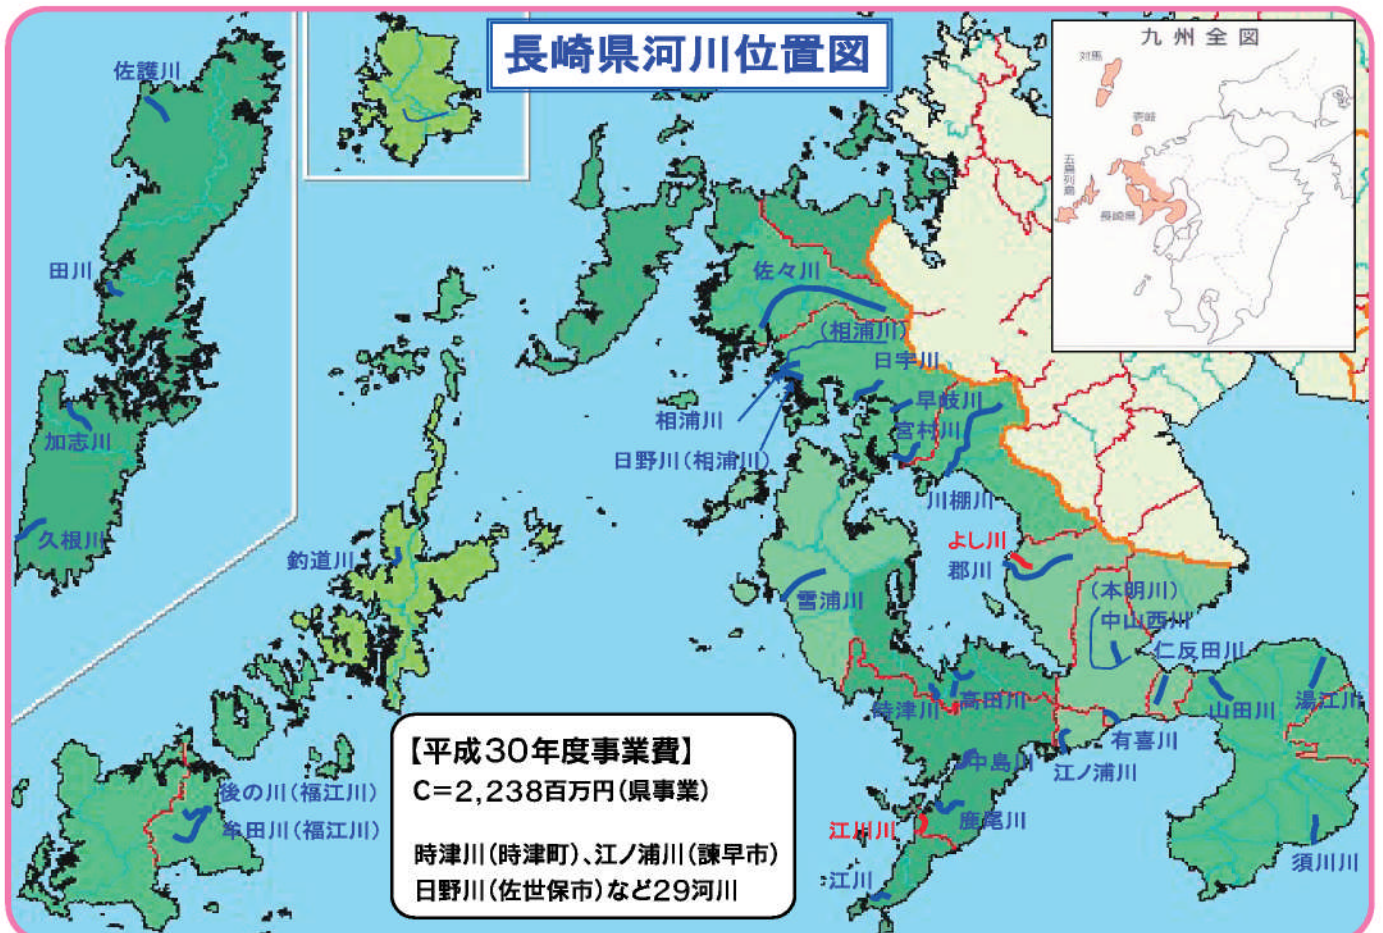 長崎県河川位置図
九州全図
対馬
壱岐
五島列島
長崎県
佐護川
田川
加志川
久根川
佐々川
(相浦川)
日宇川
早岐川
相浦川
宮村川
日野川(相浦川)
川棚川
よし川
郡川
釣道川
雪浦川
(本明川)
中山西川
仁反田川
高田川
時津川
山田川
湯江川
有喜川
中島川
江ノ浦川
後の川(福江川)
牟田川(福江川)
江川川
鹿尾川
須川川
江川
【平成30年度事業費】
C=2,238百万円(県事業)
時津川(時津町)、江ノ浦川(諫早市)
日野川(佐世保市)など29河川